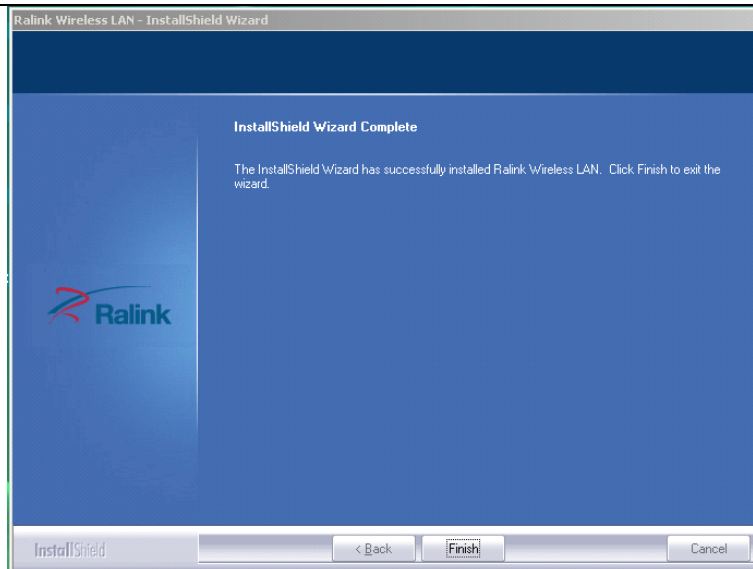 Ralink Wireless LAN - InstallShield Wizard
InstallShield Wizard Complete
The InstallShield Wizard has successfully installed Ralink Wireless LAN.  Click Finish to exit the
wizard.
Ralink
InstallShield
< Back
Finish
Cancel